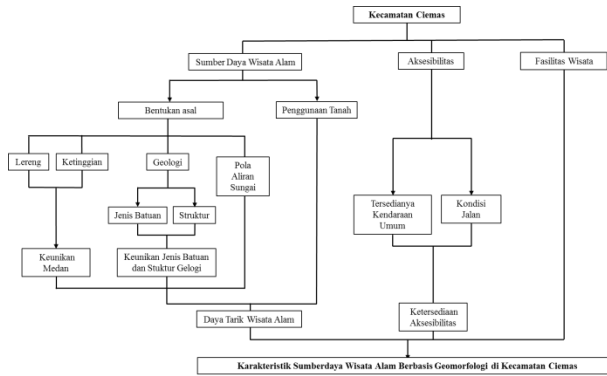 Kecamatan Ciemas
Sumber Daya Wisata Alam
Aksesibilitas
Fasilitas Wisata
Bentukan asal
Penggunaan Tanah
Lereng
Ketinggian
Geologi
Pola
Aliran
Sungai
Jenis Batuan
Struktur
Tersedianya
Kendaraan
Umum
Kondisi
Jalan
Keunikan
Medan
Keunikan Jenis Batuan
dan Stuktur Gelogi
Daya Tarik Wisata Alam
Ketersediaan
Aksesibilitas
Karakteristik Sumberdaya Wisata Alam Berbasis Geomorfologi di Kecamatan Ciemas